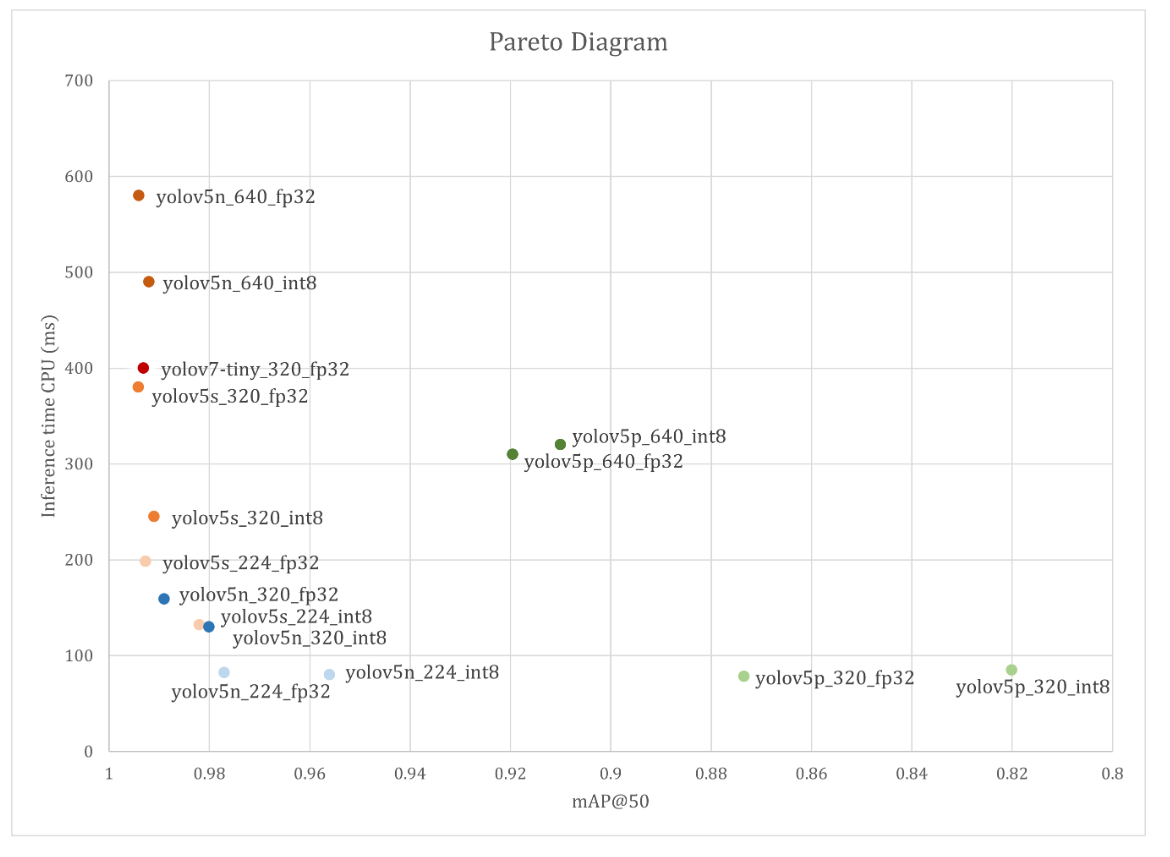 Pareto Diagram
700
600
500
400
300
200
100
0
Inference time CPU (ms)
yolov5n_640_fp32
yolov5n_640_int8
yolov7-tiny_320_fp32
yolov5s_320_fp32
yolov5p_640_int8
yolov5p_640_fp32
yolov5s_320_int8
yolov5s_224_fp32
yolov5n_320_fp32
yolov5s_224_int8
yolov5n_320_int8
yolov5n_224_int8
yolov5n_224_fp32
yolov5p_320_fp32
yolov5p_320_int8
1 0.98 0.96 0.94 0.92 0.9 0.88 0.86 0.84 0.82 0.8
mAP@50